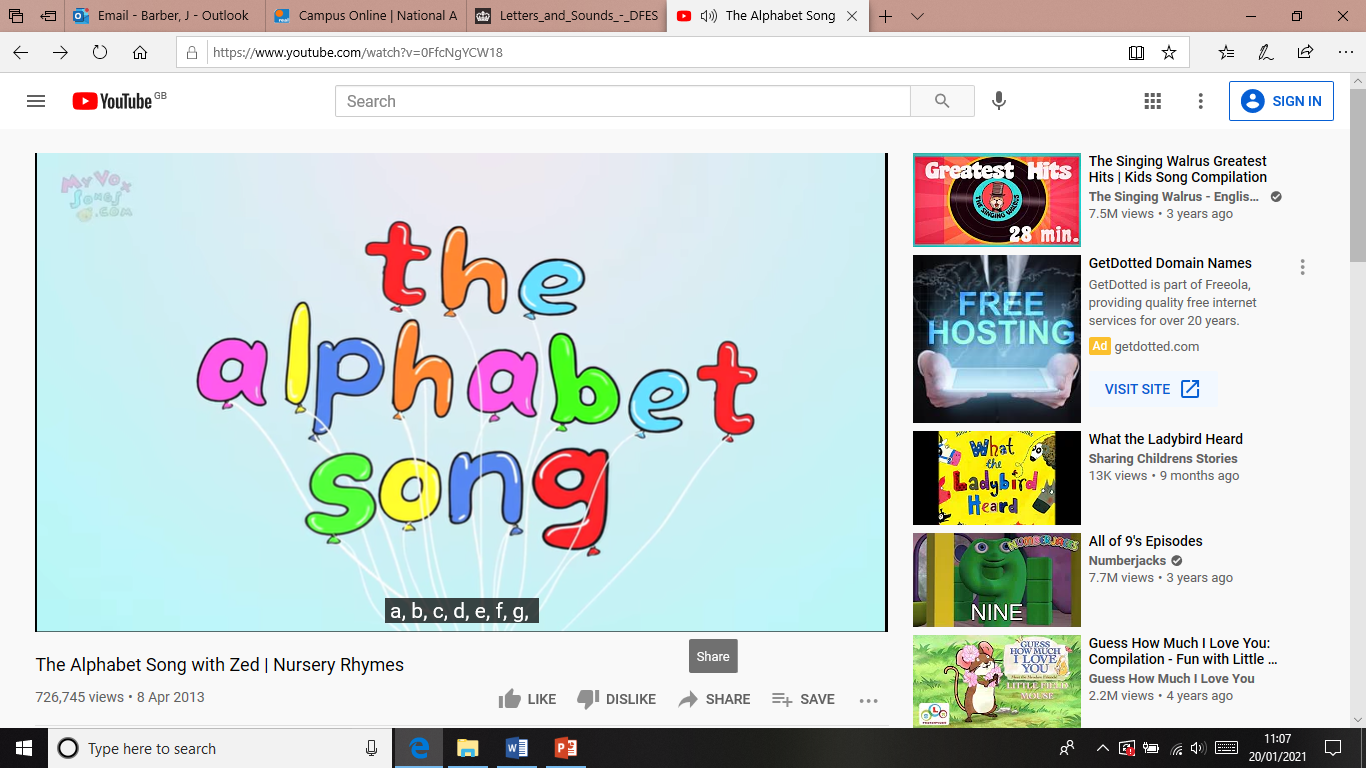 Email - Barber, J - Outlook
Campus Online | National A
Letters_and_Sounds_-_DFES
The Alphabet Song
https://www.youtube.com/watch?v=0FfcNgYCW18
YouTube GB
Search
SIGN IN
My Vox
Songs
.com
the
alphabet
song
a, b, c, d, e, f, g,
The Alphabet Song with Zed | Nursery Rhymes
726,745 views • 8 Apr 2013
Share
LIKE
DISLIKE
SHARE
SAVE
Greatest Hits
THE SINGING WALRUS
28 min.
The Singing Walrus Greatest
Hits | Kids Song Compilation
The Singing Walrus - Englis...
7.5M views • 3 years ago
FREE
HOSTING
GetDotted Domain Names
GetDotted is part of Freeola,
providing quality free internet
services for over 20 years.
Ad getdotted.com
VISIT SITE
What
the
Ladybird
Heard
What the Ladybird Heard
Sharing Childrens Stories
13K views • 9 months ago
NUMBERJACKS
NINE
All of 9's Episodes
Numberjacks
7.7M views • 3 years ago
GUESS
HOW MUCH
I LOVE
YOU
LITTLE FIELD
MOUSE
Guess How Much I Love You:
Compilation - Fun with Little ...
Guess How Much I Love You
2.2M views • 4 years ago
Type here to search
11:07
20/01/2021